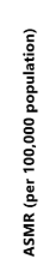 ASMR (per 100,000 population)